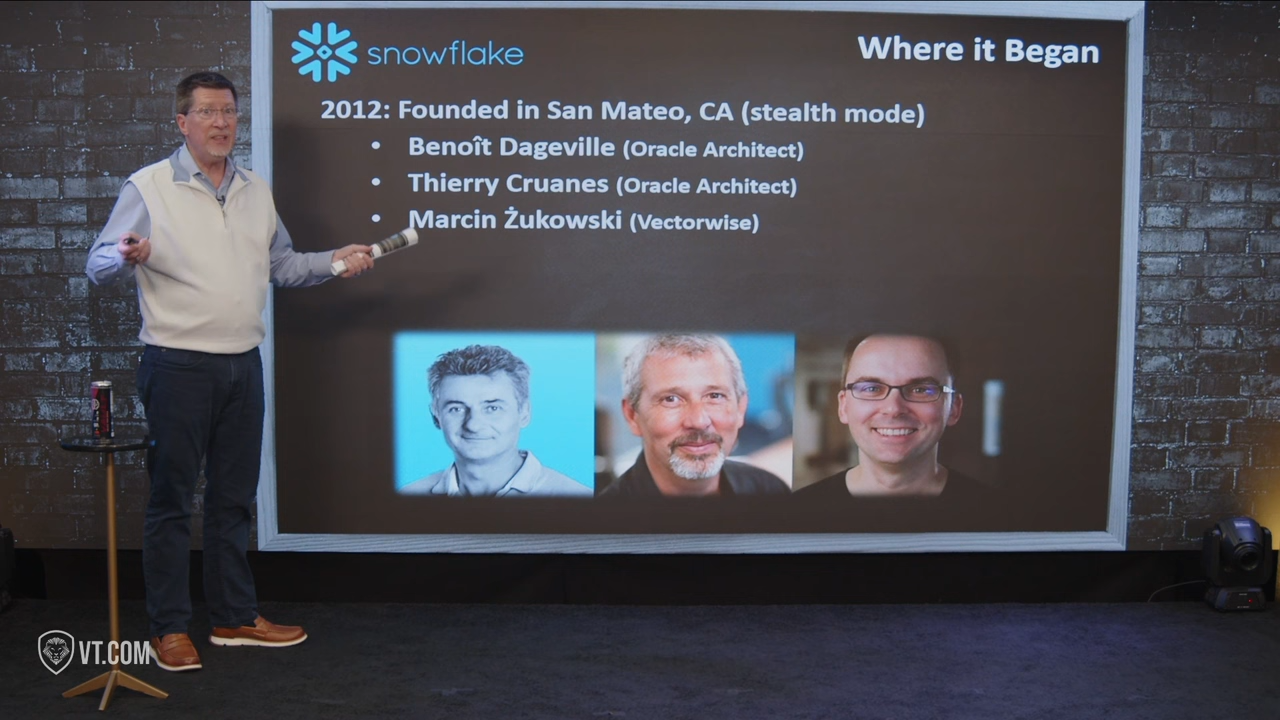 snowflake
Where it Began
2012: Founded in San Mateo, CA (stealth mode)
• Benoît Dageville (Oracle Architect)
• Thierry Cruanes (Oracle Architect)
• Marcin Żukowski (Vectorwise)
VT.COM